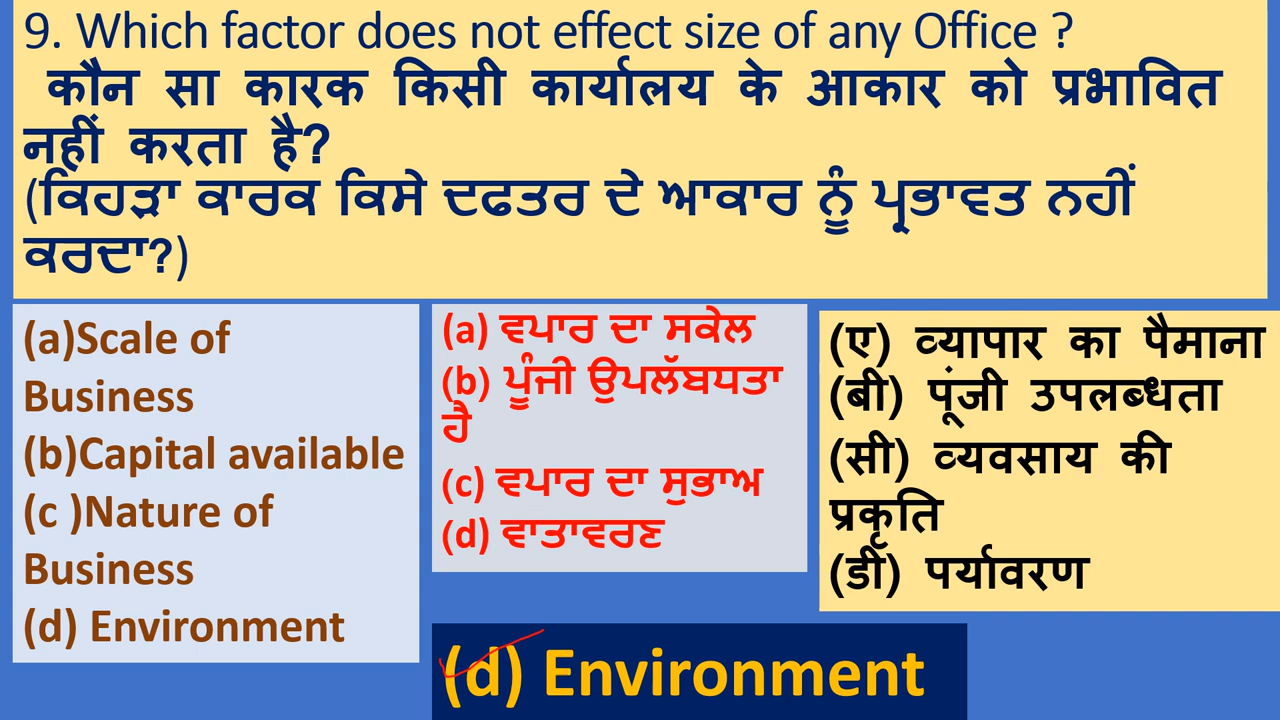 9. Which factor does not effect size of any Office ?
कौन सा कारक किसी कार्यालय के आकार को प्रभावित
नहीं करता है?
(ਕਿਹੜਾ ਕਾਰਕ ਕਿਸੇ ਦਫਤਰ ਦੇ ਆਕਾਰ ਨੂੰ ਪ੍ਰਭਾਵਤ ਨਹੀਂ
ਕਰਦਾ?)
(a)Scale of
Business
(b)Capital available
(c )Nature of
Business
(d) Environment
(a) ਵਪਾਰ ਦਾ ਸਕੇਲ
(b) ਪੂੰਜੀ ਉਪਲੱਬਧਤਾ
ਹੈ
(c) ਵਪਾਰ ਦਾ ਸੁਭਾਅ
(d) ਵਾਤਾਵਰਣ
(ए) व्यापार का पैमाना
(बी) पूंजी उपलब्धता
(सी) व्यवसाय की
प्रकृति
(डी) पर्यावरण
(d) Environment